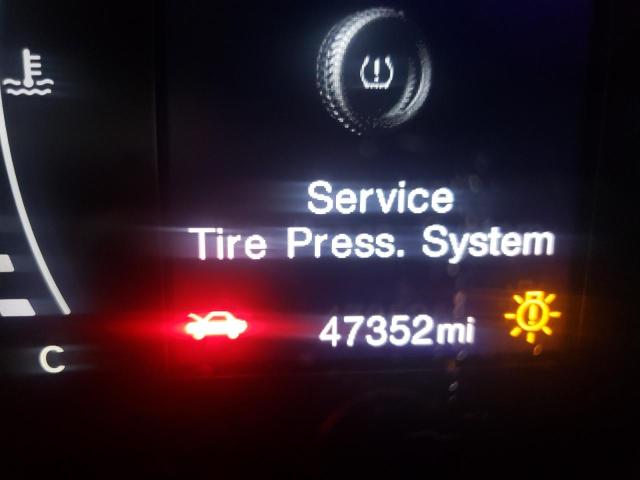 Service
Tire Press. System
47352mi
C